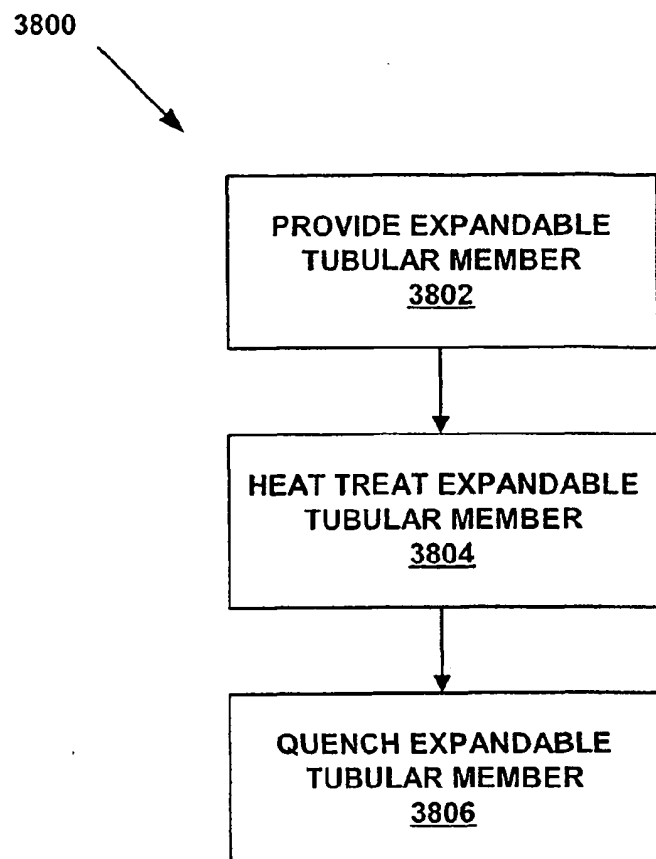 3800
PROVIDE EXPANDABLE
TUBULAR MEMBER
3802
HEAT TREAT EXPANDABLE
TUBULAR MEMBER
3804
QUENCH EXPANDABLE
TUBULAR MEMBER
3806